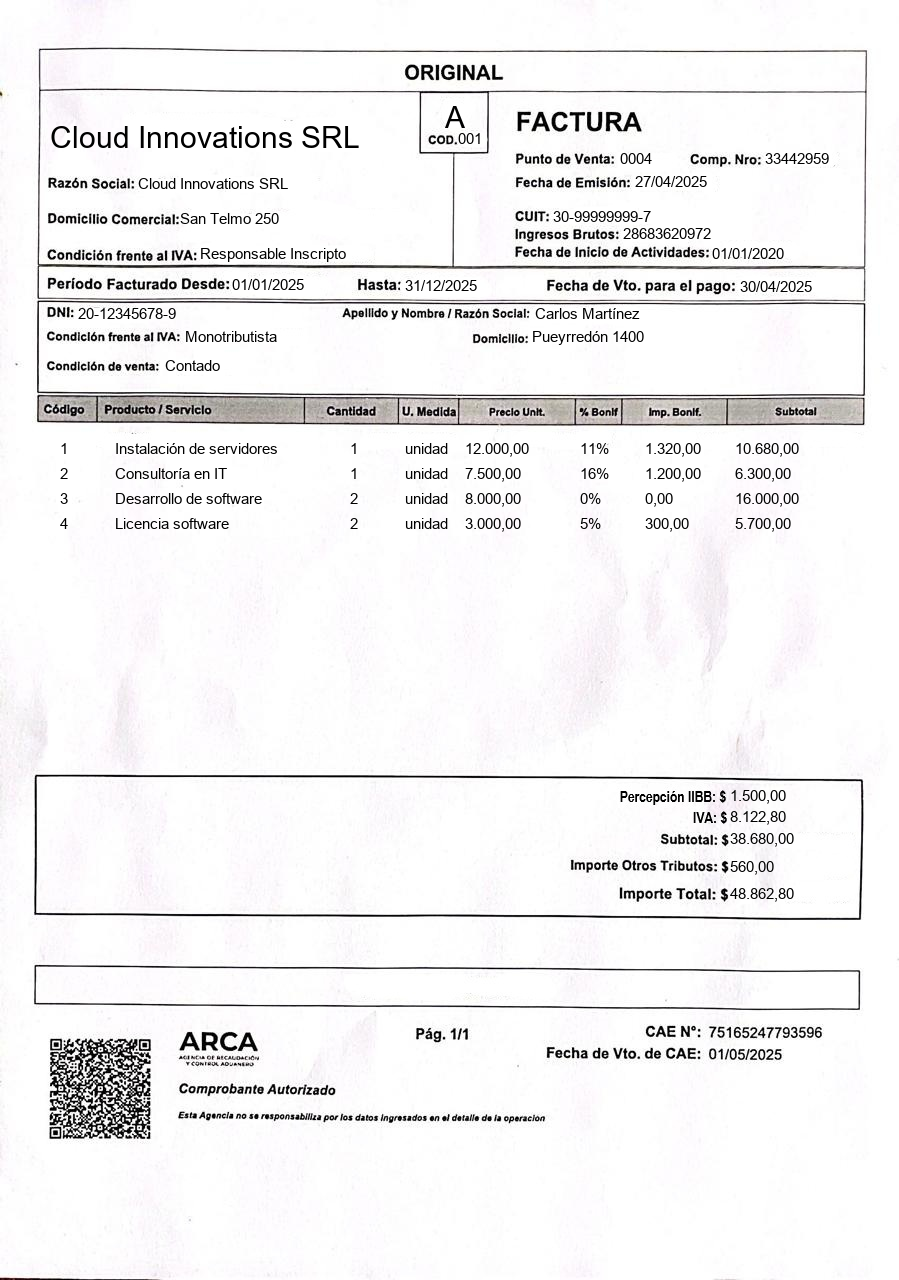 ORIGINAL
A
COD.001
Cloud Innovations SRL
FACTURA
Punto de Venta: 0004 Comp. Nro: 33442959
Razón Social: Cloud Innovations SRL
Fecha de Emisión: 27/04/2025
Domicilio Comercial:San Telmo 250
CUIT: 30-99999999-7
Ingresos Brutos: 28683620972
Condición frente al IVA: Responsable Inscripto
Fecha de Inicio de Actividades: 01/01/2020
Período Facturado Desde: 01/01/2025 Hasta: 31/12/2025 Fecha de Vto. para el pago: 30/04/2025
DNI: 20-12345678-9 Apellido y Nombre / Razón Social: Carlos Martínez
Condición frente al IVA: Monotributista Domicilio: Pueyrredón 1400
Condición de venta: Contado
Código Producto / Servicio Cantidad U. Medida Precio Unit. % Bonif Imp. Bonif. Subtotal
1 Instalación de servidores 1 unidad 12.000,00 11% 1.320,00 10.680,00
2 Consultoría en IT 1 unidad 7.500,00 16% 1.200,00 6.300,00
3 Desarrollo de software 2 unidad 8.000,00 0% 0,00 16.000,00
4 Licencia software 2 unidad 3.000,00 5% 300,00 5.700,00
Percepción IIBB: $ 1.500,00
IVA: $ 8.122,80
Subtotal: $38.680,00
Importe Otros Tributos: $560,00
Importe Total: $48.862,80
ARCA
AGENCIA DE RECAUDACIÓN
Y CONTROL ADUANERO
Pág. 1/1
CAE N°: 75165247793596
Fecha de Vto. de CAE: 01/05/2025
Comprobante Autorizado
Esta Agencia no se responsabiliza por los datos ingresados en el detalle de la operación